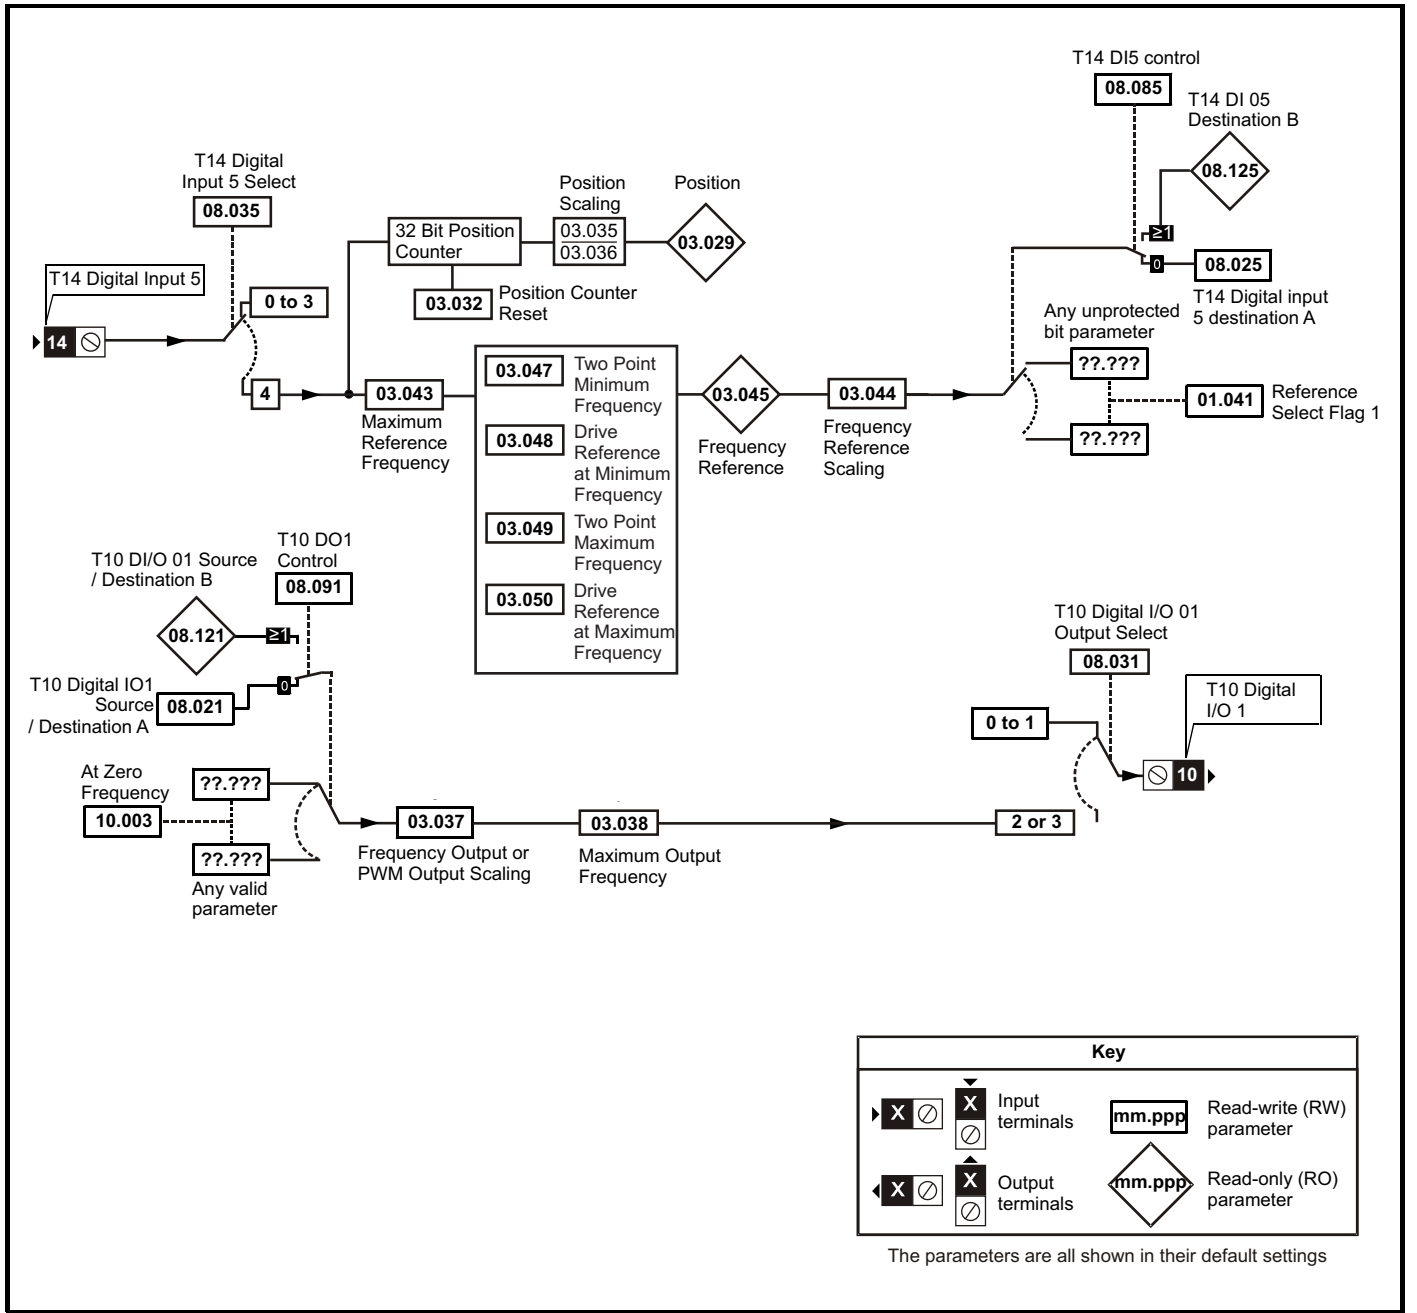 T14 DI5 control
08.085
T14 DI 05
Destination B
08.125
≥1
0
08.025
T14 Digital input
5 destination A
T14 Digital
Input 5 Select
08.035
T14 Digital Input 5
14
0 to 3
4
32 Bit Position
Counter
Position
Scaling
03.035
03.036
Position
03.029
03.032
Position Counter
Reset
03.043
Maximum
Reference
Frequency
03.047
Two Point
Minimum
Frequency
03.048
Drive
Reference
at Minimum
Frequency
03.049
Two Point
Maximum
Frequency
03.050
Drive
Reference
at Maximum
Frequency
03.045
Frequency
Reference
03.044
Frequency
Reference
Scaling
Any unprotected
bit parameter
??.???
??.???
01.041
Reference
Select Flag 1
T10 DI/O 01 Source
/ Destination B
08.121
≥1
T10 DO1
Control
08.091
T10 Digital IO1
Source
/ Destination A
08.021
0
At Zero
Frequency
10.003
??.???
??.???
Any valid
parameter
03.037
Frequency Output or
PWM Output Scaling
03.038
Maximum Output
Frequency
2 or 3
0 to 1
T10 Digital I/O 01
Output Select
08.031
T10 Digital
I/O 1
10
Key
X
X
Input
terminals
mm.ppp
Read-write (RW)
parameter
X
X
Output
terminals
mm.ppp
Read-only (RO)
parameter
The parameters are all shown in their default settings